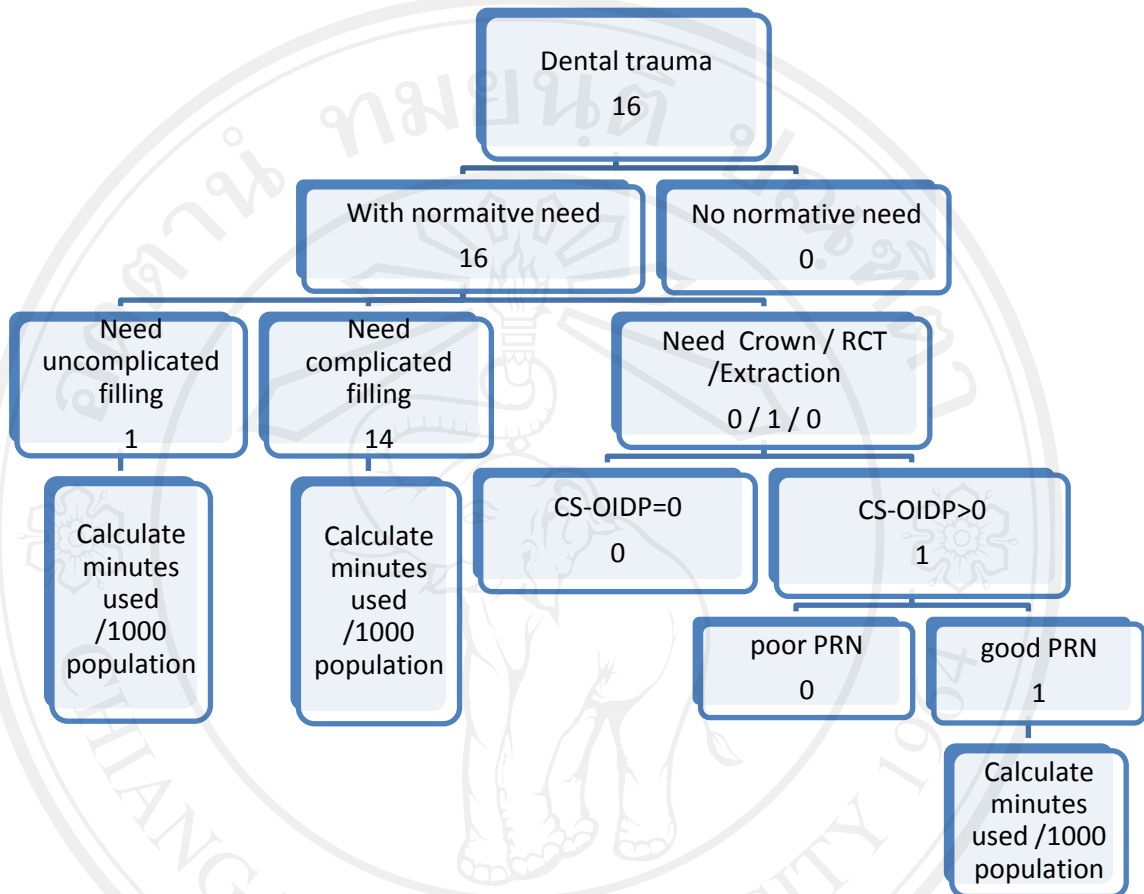 Dental trauma
16
With normaitve need
16
No normative need
0
Need
uncomplicated
filling
1
Need
complicated
filling
14
Need Crown / RCT
/Extraction
0 / 1 / 0
Calculate
minutes
used
/1000
population
Calculate
minutes
used
/1000
population
CS-OIDP=0
0
CS-OIDP>0
1
poor PRN
0
good PRN
1
Calculate
minutes
used /1000
population